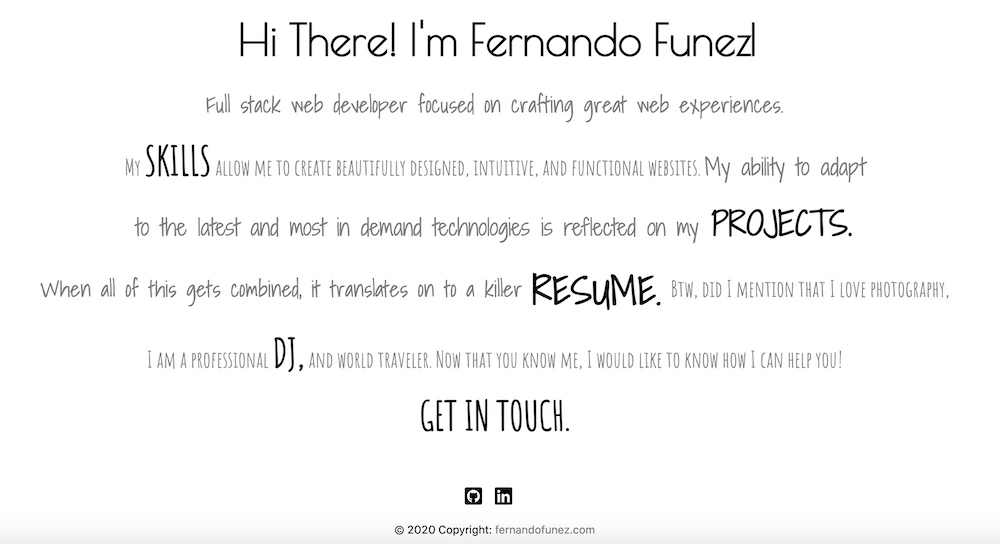 Hi There! I'm Fernando Funez|
Full stack web developer focused on crafting great web experiences.
My SKILLS allow me to create beautifully designed, intuitive, and functional websites. My ability to adapt
to the latest and most in demand technologies is reflected on my PROJECTS.
When all of this gets combined, it translates on to a killer RESUME. Btw, did I mention that I love photography,
I am a professional DJ, and world traveler. Now that you know me, I would like to know how I can help you!
GET IN TOUCH.
in
© 2020 Copyright: fernandofunez.com